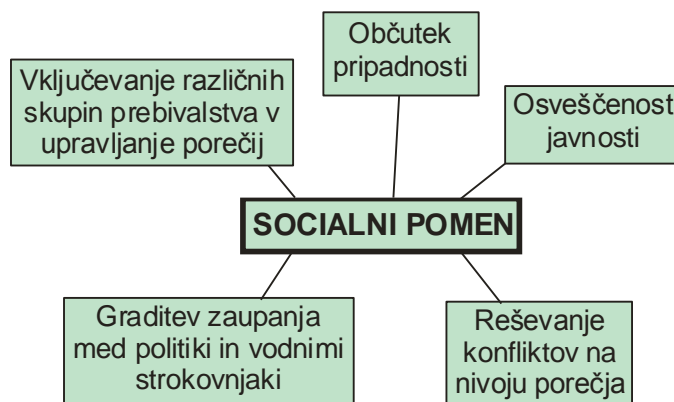 Občutek
pripadnosti
Vključevanje različnih
skupin prebivalstva v
upravljanje porečij
Osveščenost
javnosti
SOCIALNI POMEN
Graditev zaupanja
med politiki in vodnimi
strokovnjaki
Reševanje
konfliktov na
nivoju porečja